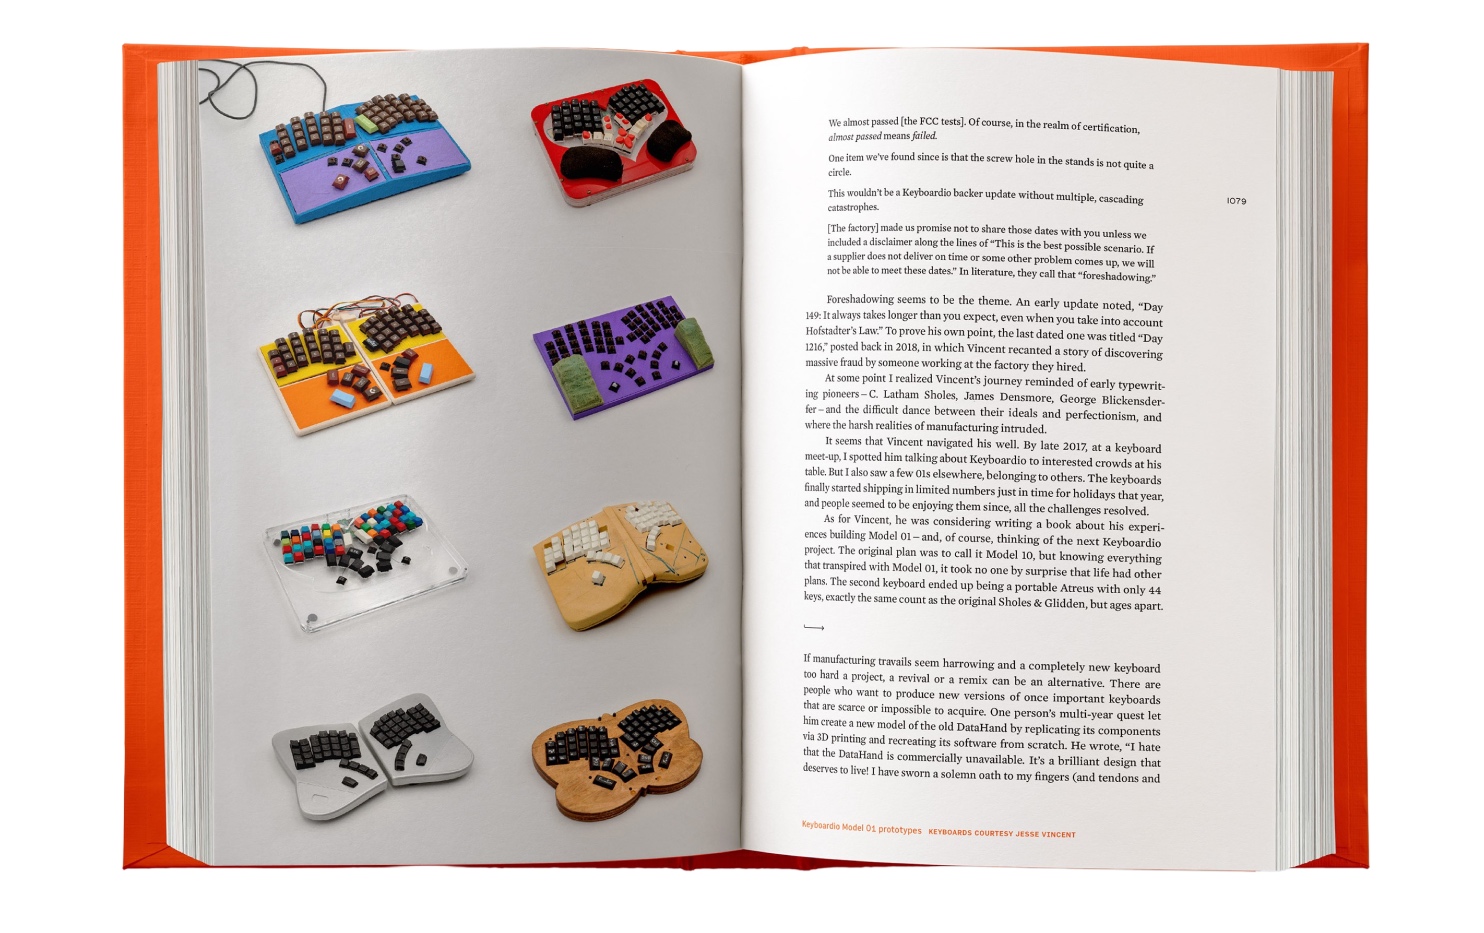 We almost passed [the FCC tests]. Of course, in the realm of certification,
almost passed means failed.
One item we’ve found since is that the screw hole in the stands is not quite a
circle.
This wouldn’t be a Keyboardio backer update without multiple, cascading
catastrophes.
1079
[The factory] made us promise not to share those dates with you unless we
included a disclaimer along the lines of “This is the best possible scenario. If
a supplier does not deliver on time or some other problem comes up, we will
not be able to meet these dates.” In literature, they call that “foreshadowing.”
Foreshadowing seems to be the theme. An early update noted, “Day
149: It always takes longer than you expect, even when you take into account
Hofstadter’s Law.” To prove his own point, the last dated one was titled “Day
1216,” posted back in 2018, in which Vincent recanted a story of discovering
massive fraud by someone working at the factory they hired.
At some point I realized Vincent’s journey reminded of early typewrit-
ing pioneers – C. Latham Sholes, James Densmore, George Blickensder-
fer – and the difficult dance between their ideals and perfectionism, and
where the harsh realities of manufacturing intruded.
It seems that Vincent navigated his well. By late 2017, at a keyboard
meet-up, I spotted him talking about Keyboardio to interested crowds at his
table. But I also saw a few 01s elsewhere, belonging to others. The keyboards
finally started shipping in limited numbers just in time for holidays that year,
and people seemed to be enjoying them since, all the challenges resolved.
As for Vincent, he was considering writing a book about his experi-
ences building Model 01 – and, of course, thinking of the next Keyboardio
project. The original plan was to call it Model 10, but knowing everything
that transpired with Model 01, it took no one by surprise that life had other
plans. The second keyboard ended up being a portable Atreus with only 44
keys, exactly the same count as the original Sholes & Glidden, but ages apart.
If manufacturing travails seem harrowing and a completely new keyboard
too hard a project, a revival or a remix can be an alternative. There are
people who want to produce new versions of once important keyboards
that are scarce or impossible to acquire. One person’s multi-year quest let
him create a new model of the old DataHand by replicating its components
via 3D printing and recreating its software from scratch. He wrote, “I hate
that the DataHand is commercially unavailable. It’s a brilliant design that
deserves to live! I have sworn a solemn oath to my fingers (and tendons and
Keyboardio Model 01 prototypes KEYBOARDS COURTESY JESSE VINCENT